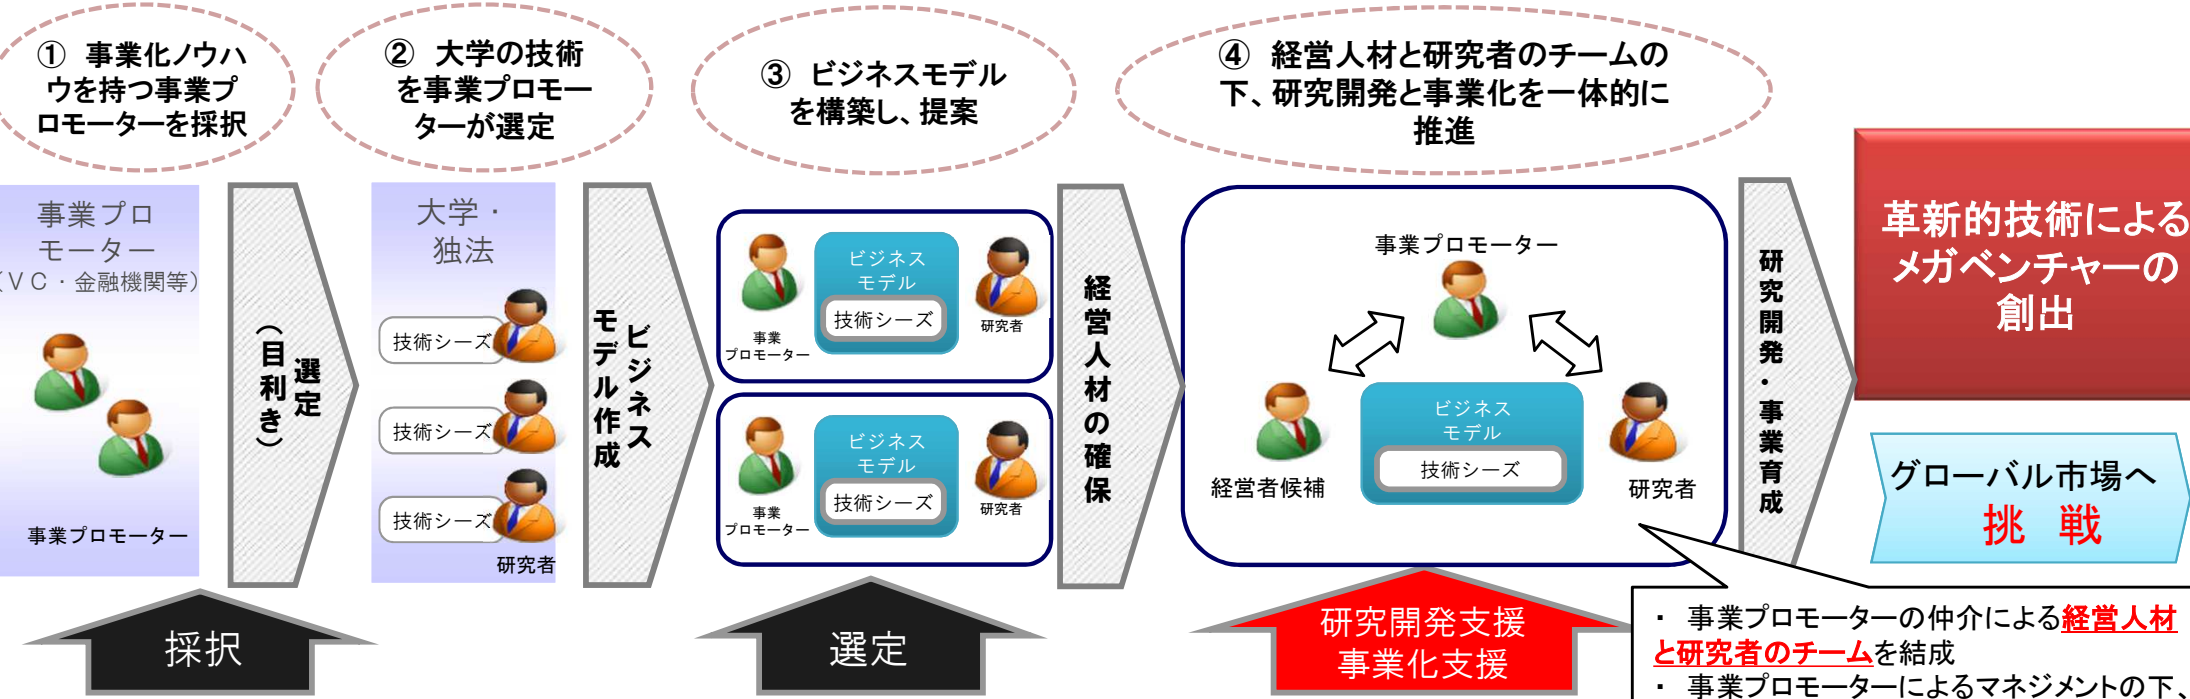 ① 事業化ノウハ
ウを持つ事業プ
ロモーターを採択
② 大学の技術
を事業プロモー
ターが選定
③ ビジネスモデル
を構築し、提案
④ 経営人材と研究者のチームの
下、研究開発と事業化を一体的に
推進
事業プロ
モーター
(VC・金融機関等)
事業プロモーター
選定
(目利き)
大学・
独法
技術シーズ
技術シーズ
技術シーズ
研究者
ビジネス
モデル作成
ビジネス
モデル
技術シーズ
事業
プロモーター
研究者
ビジネス
モデル
技術シーズ
事業
プロモーター
研究者
経営人材の確保
事業プロモーター
ビジネス
モデル
技術シーズ
経営者候補
研究者
研究開発・事業育成
革新的技術による
メガベンチャーの
創出
グローバル市場へ
挑 戦
採択
選定
研究開発支援
事業化支援
・ 事業プロモーターの仲介による経営人材
と研究者のチームを結成
・ 事業プロモーターによるマネジメントの下、